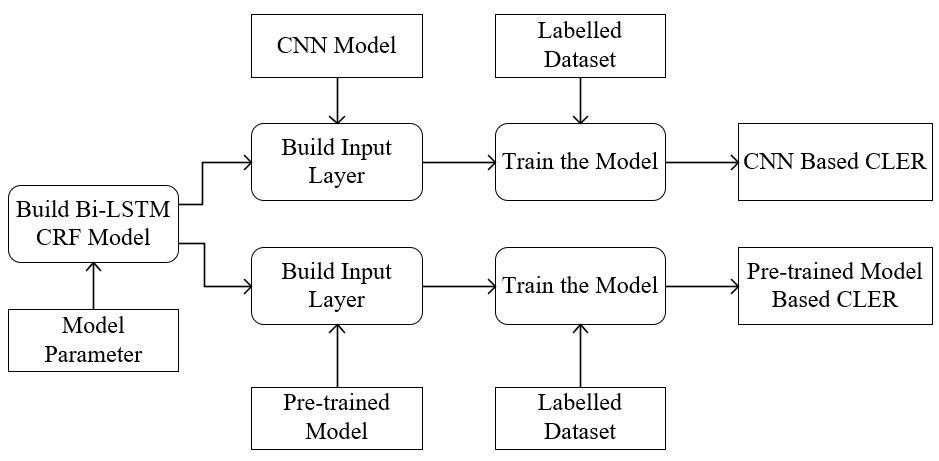 CNN Model
Labelled
Dataset
Build Input
Layer
Train the Model
CNN Based CLER
Build Bi-LSTM
CRF Model
Build Input
Layer
Train the Model
Pre-trained Model
Based CLER
Model
Parameter
Pre-trained
Model
Labelled
Dataset